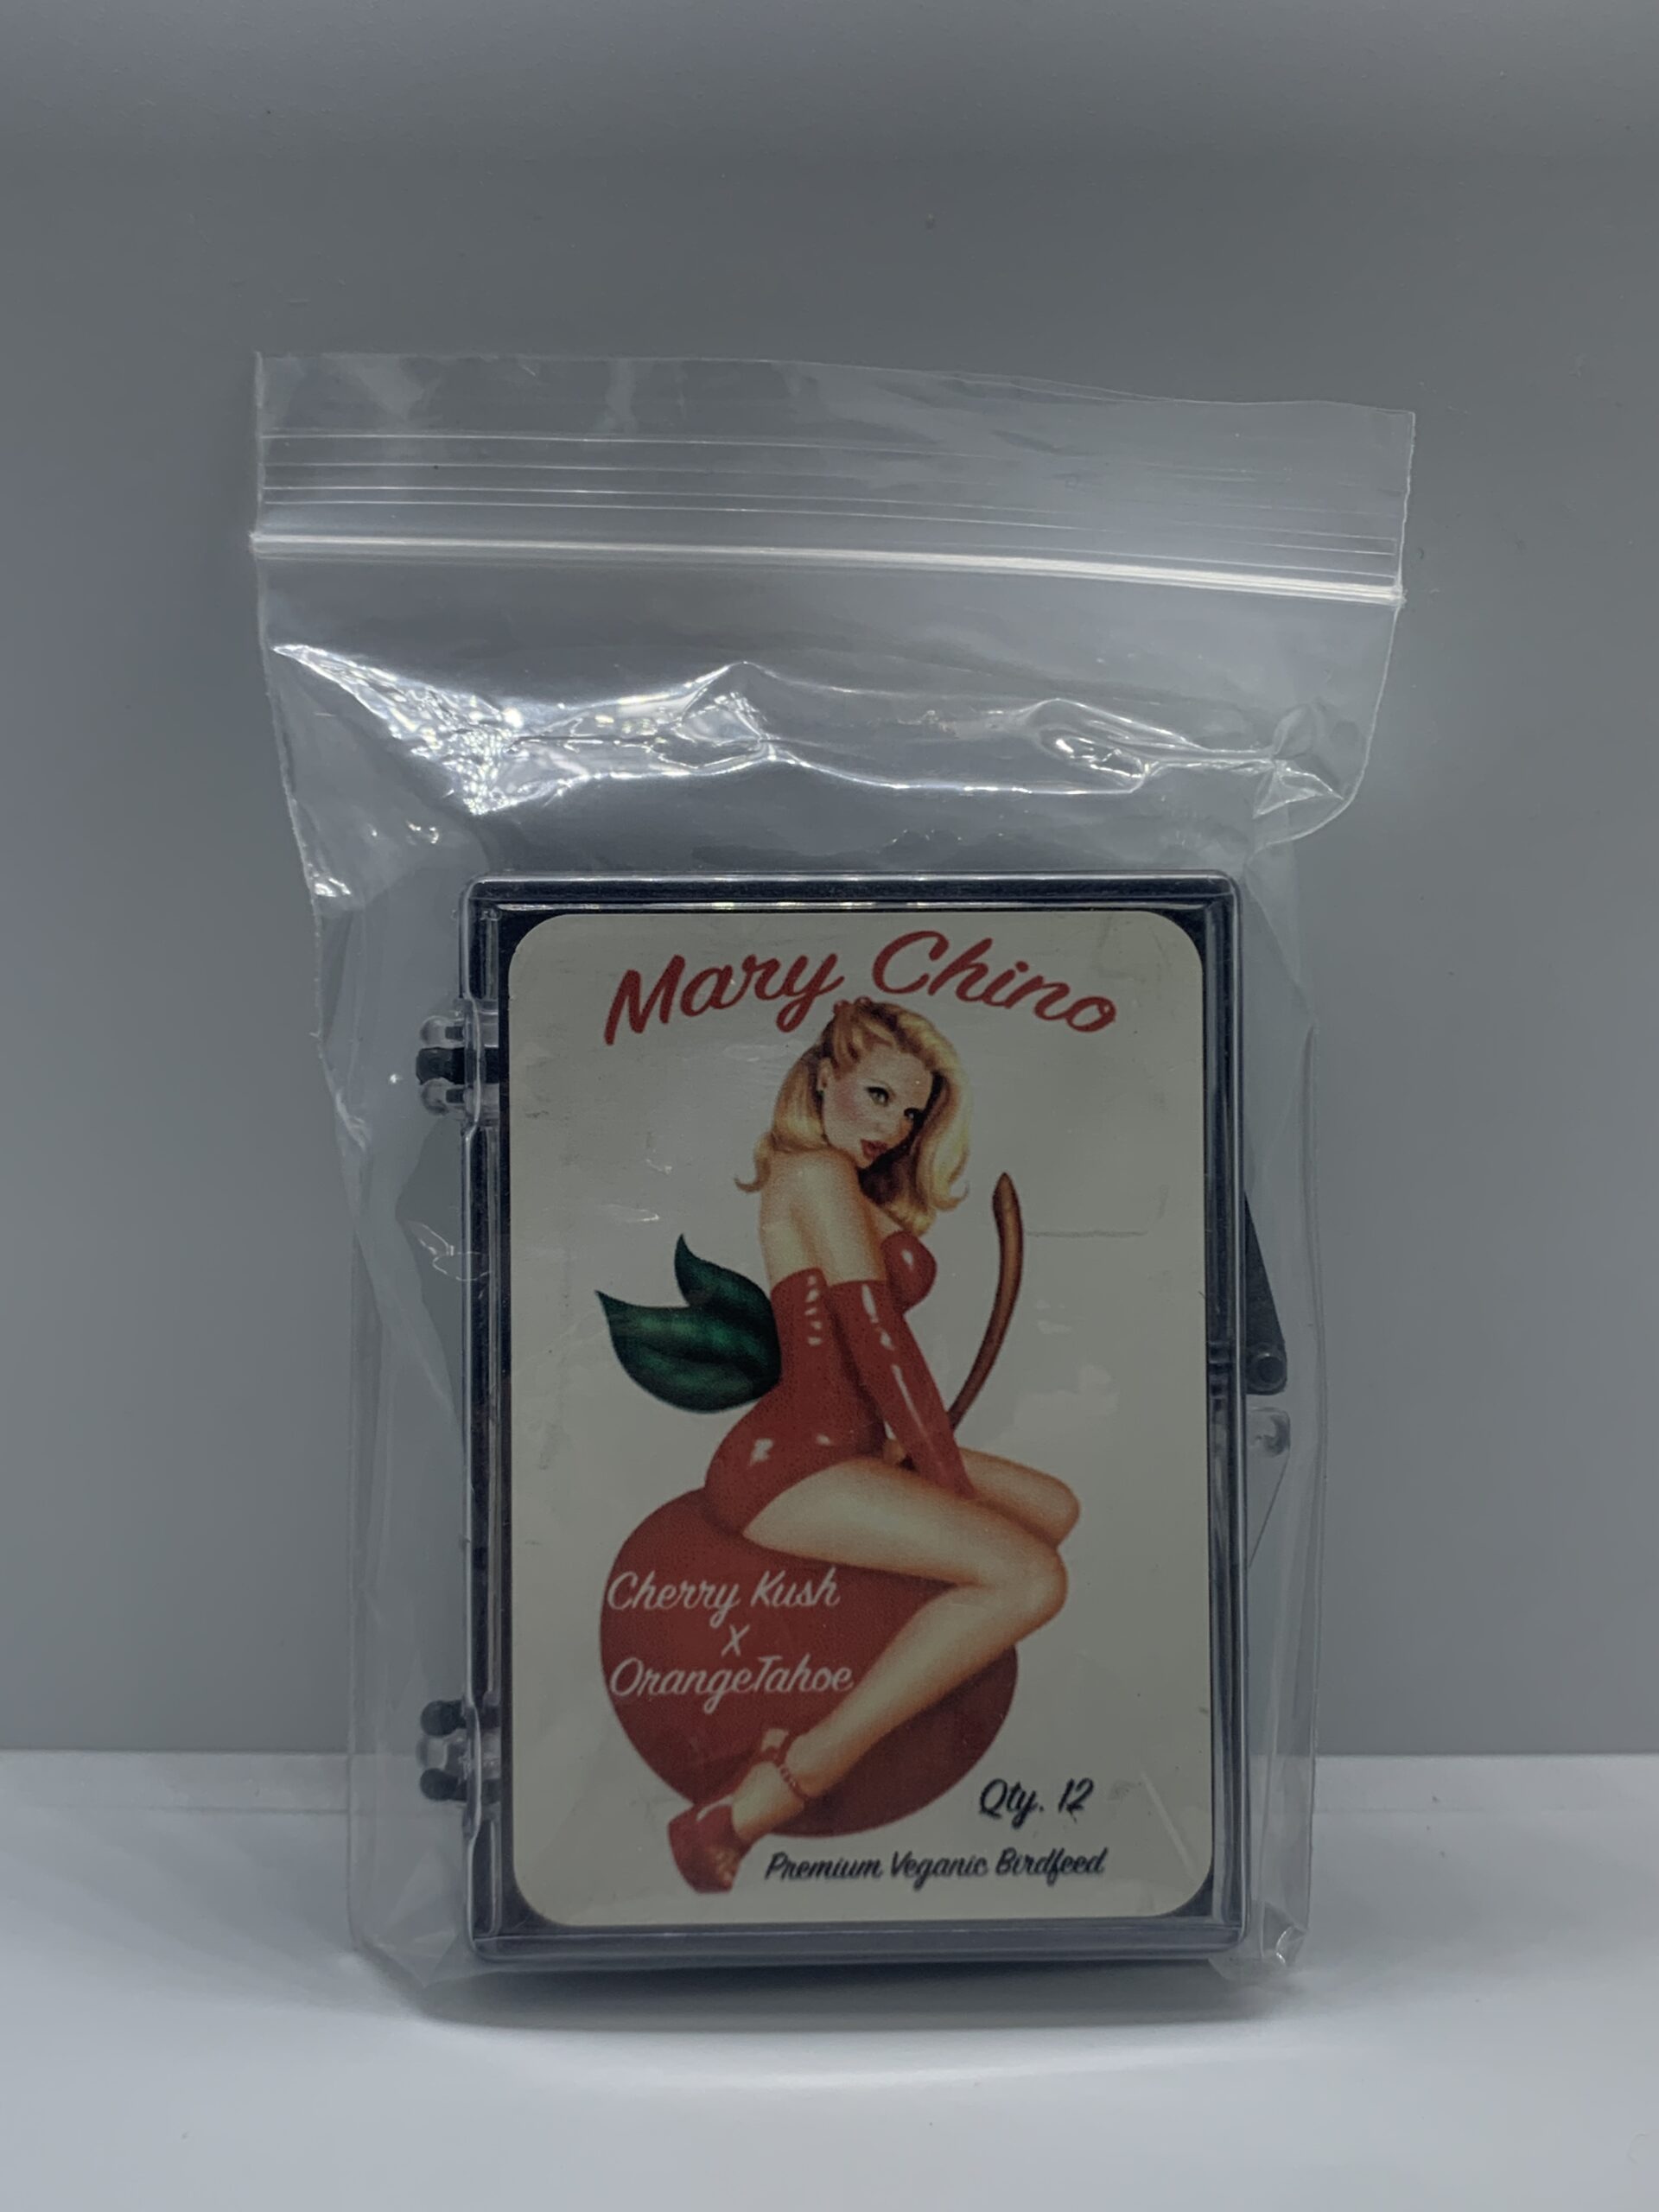 Mary Chino
Cherry Kush
X
OrangeTahoe
Qty. 12
Premium Veganic Birdfeed